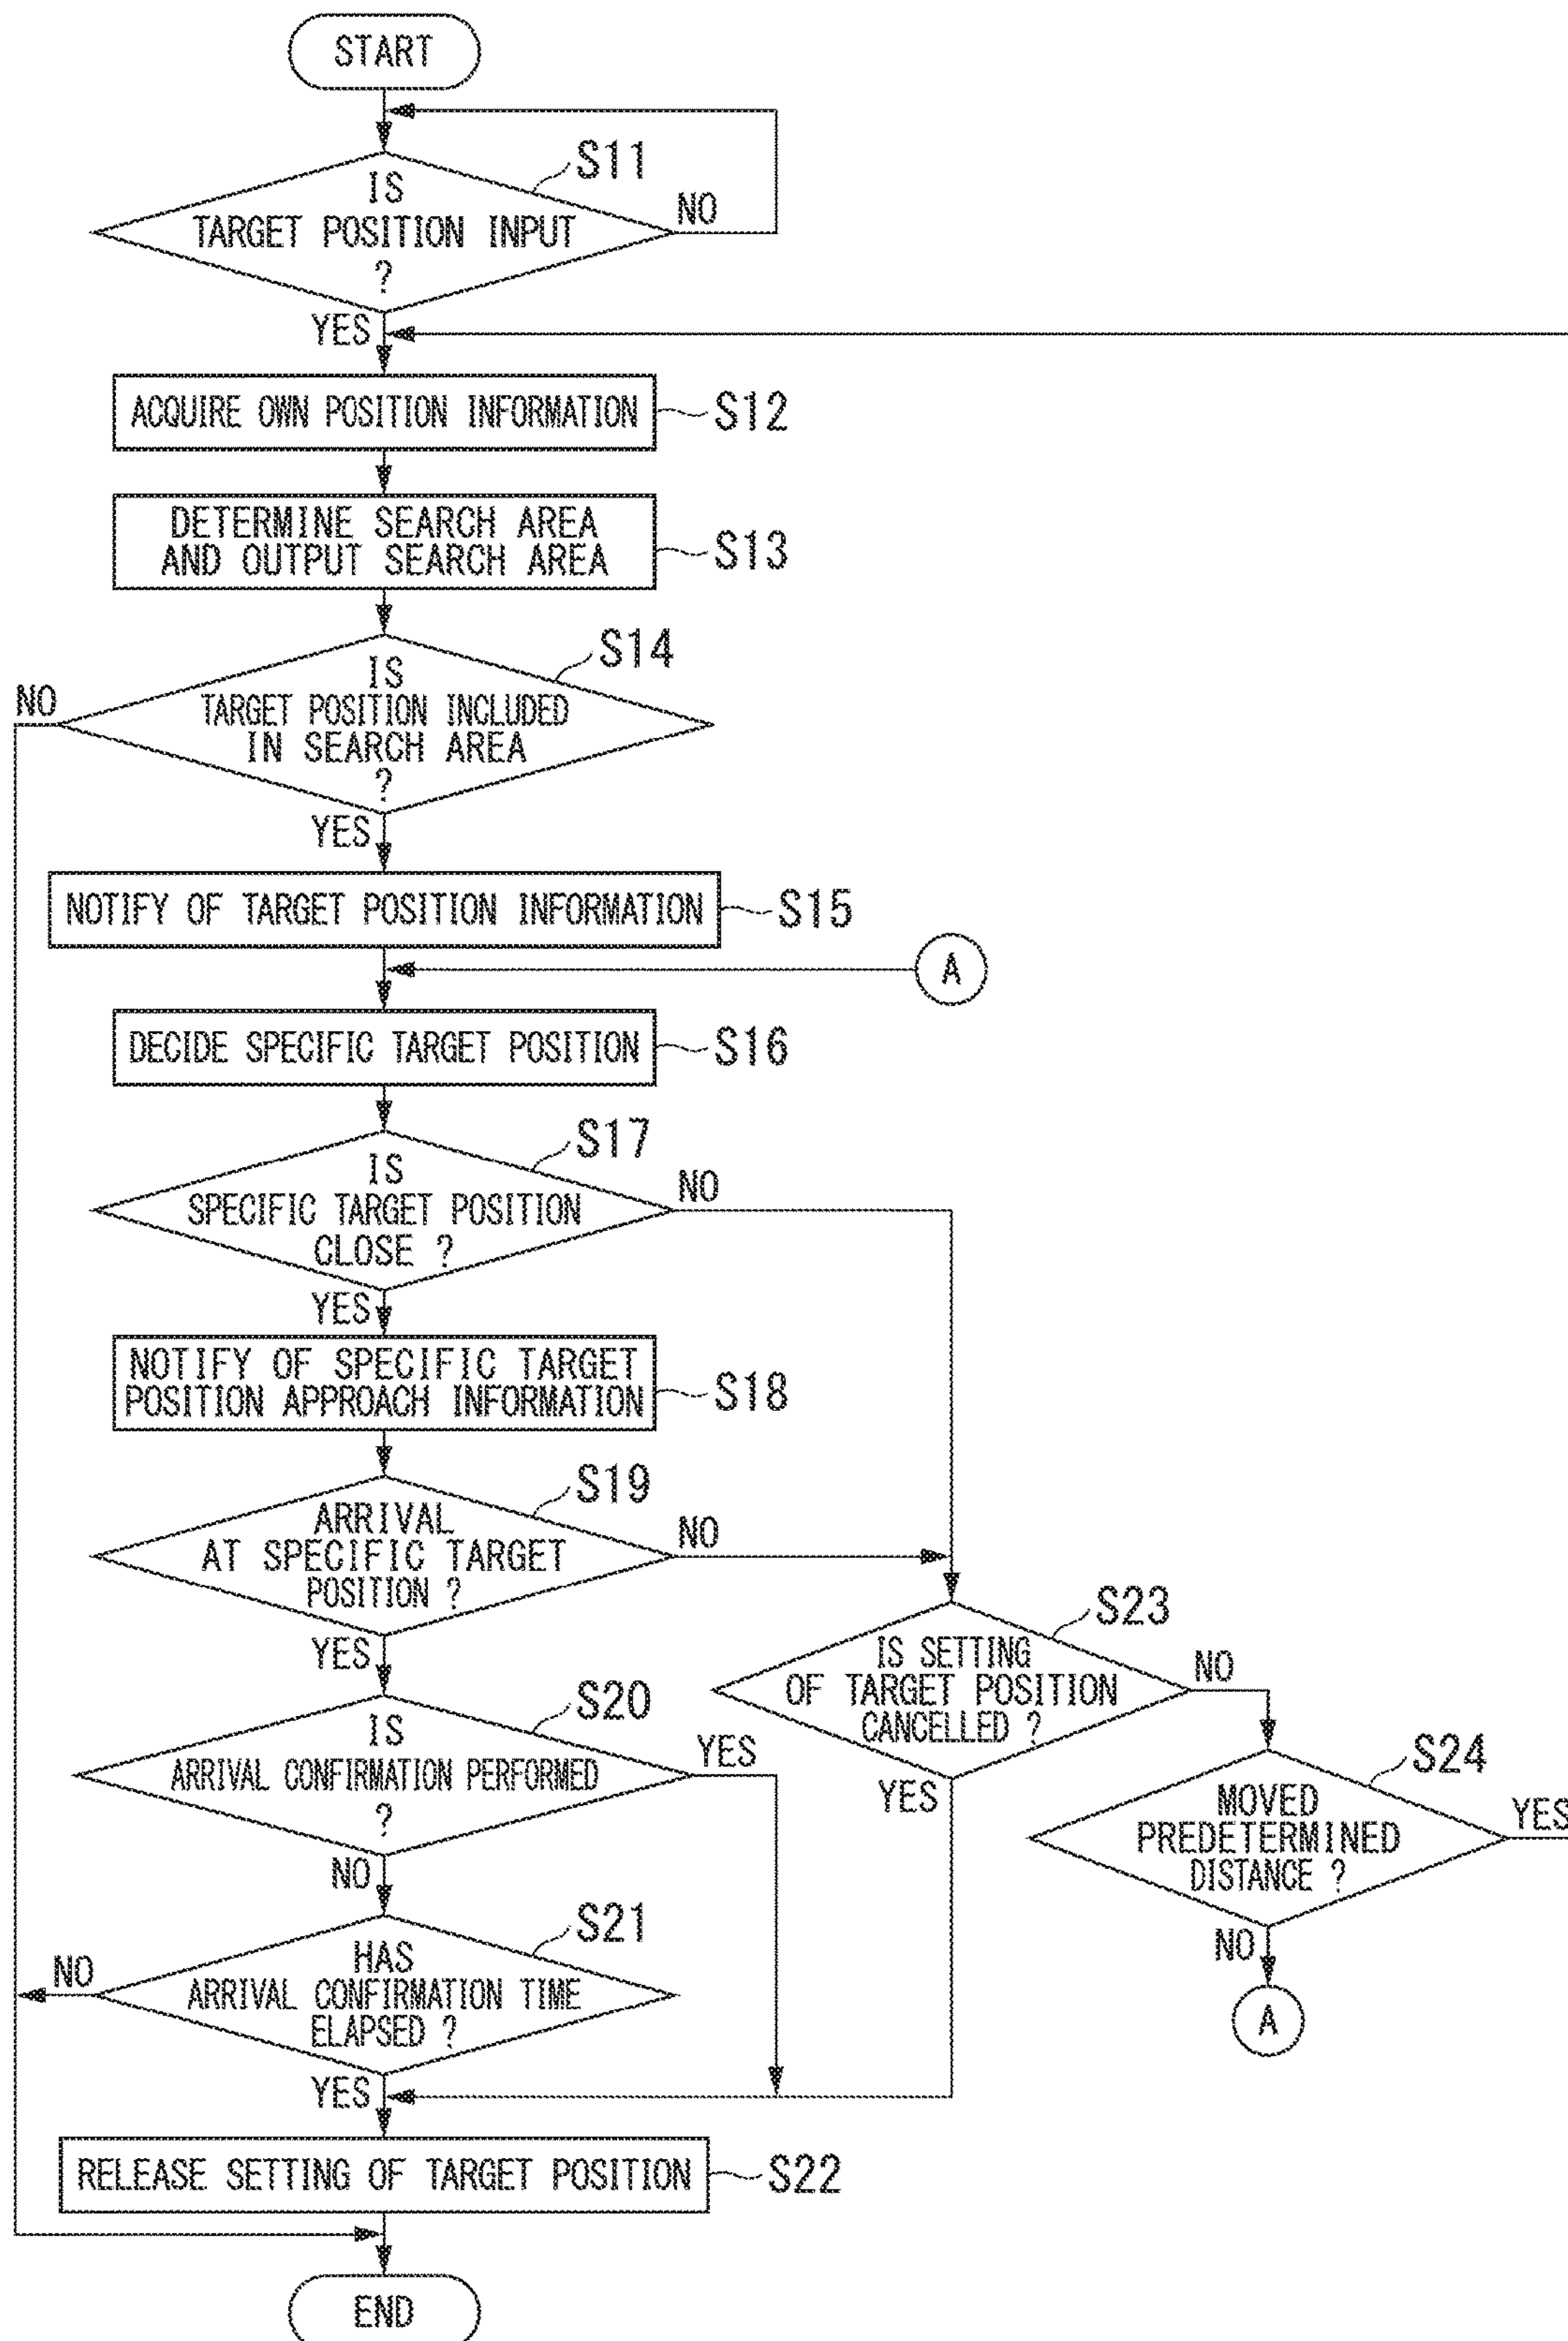 START
S11
IS
TARGET POSITION INPUT
?
NO
YES
ACQUIRE OWN POSITION INFORMATION
S12
DETERMINE SEARCH AREA
AND OUTPUT SEARCH AREA
S13
S14
IS
TARGET POSITION INCLUDED
IN SEARCH AREA
?
NO
YES
NOTIFY OF TARGET POSITION INFORMATION
S15
A
DECIDE SPECIFIC TARGET POSITION
S16
S17
IS
SPECIFIC TARGET POSITION
CLOSE ?
NO
YES
NOTIFY OF SPECIFIC TARGET
POSITION APPROACH INFORMATION
S18
S19
ARRIVAL
AT SPECIFIC TARGET
POSITION ?
NO
YES
S23
IS SETTING
OF TARGET POSITION
CANCELLED ?
NO
YES
S20
IS
ARRIVAL CONFIRMATION PERFORMED
?
YES
NO
S24
MOVED
PREDETERMINED
DISTANCE ?
YES
NO
A
S21
HAS
ARRIVAL CONFIRMATION TIME
ELAPSED ?
NO
YES
RELEASE SETTING OF TARGET POSITION
S22
END